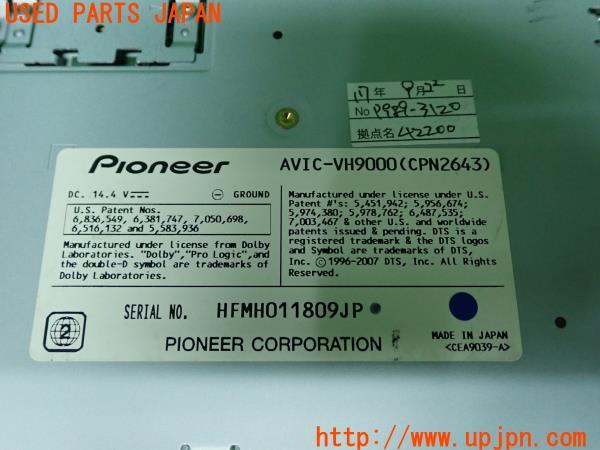 USED PARTS JAPAN
17年 9月22日
No P989-3120
拠点名 42200
Pioneer
AVIC-VH9000(CPN2643)
DC. 14.4 V
GROUND
U.S. Patent Nos.
6,836,549, 6,381,747, 7,050,698,
6,516,132 and 5,583,936
Manufactured under license from Dolby
Laboratories. "Dolby","Pro Logic",and
the double-D symbol are trademarks of
Dolby Laboratories.
Manufactured under license under U.S.
Patent #'s: 5,451,942; 5,956,674;
5,974,380; 5,978,762; 6,487,535;
7,003,467 & other U.S. and worldwide
patents issued & pending. DTS is a
registered trademark & the DTS logos
and Symbol are trademarks of DTS,
Inc. ©1996-2007 DTS, Inc. All Rights
Reserved.
SERIAL NO. HFMH011809JP
2
PIONEER CORPORATION
MADE IN JAPAN
<CEA9039-A>
USED PARTS JAPAN
www.upjpn.com